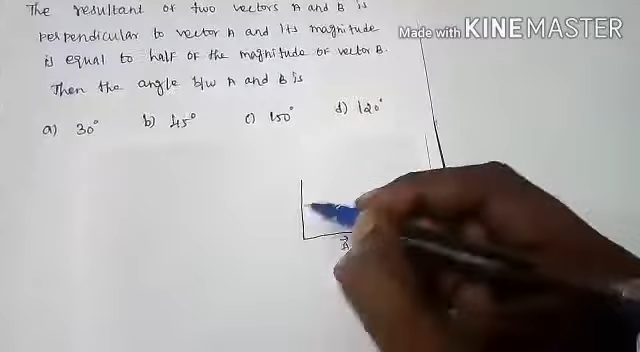 The resultant of two vectors A and B is
perpendicular to vector A and its magnitude
is equal to half of the magnitude of vector B.
Then the angle b/w A and B is
a) 30° b) 45° c) 150° d) 120°
A
Made with KINEMASTER